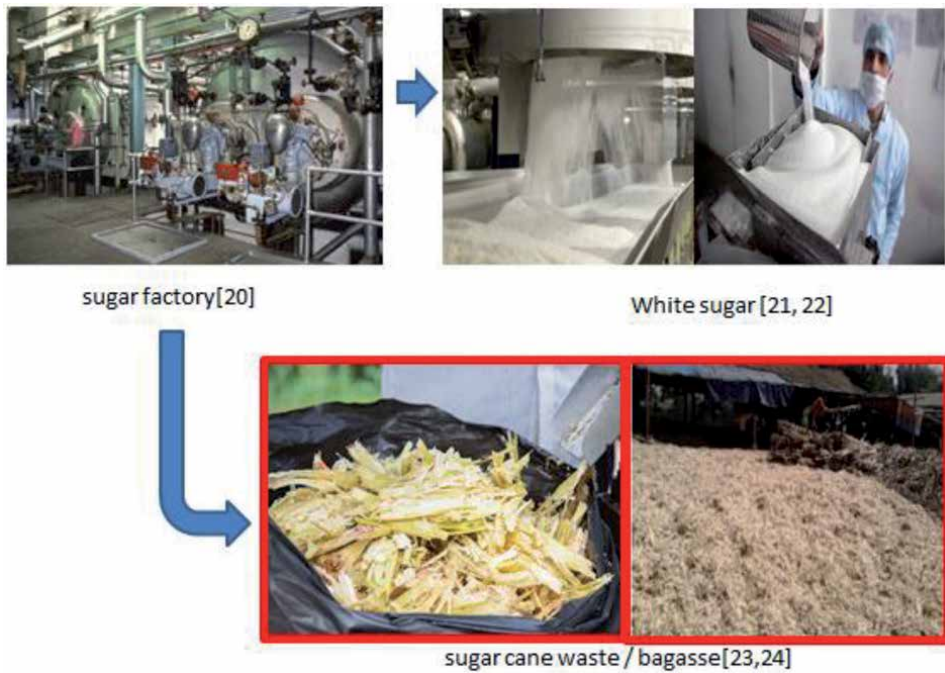 sugar factory[20]
White sugar [21, 22]
sugar cane waste / bagasse[23,24]